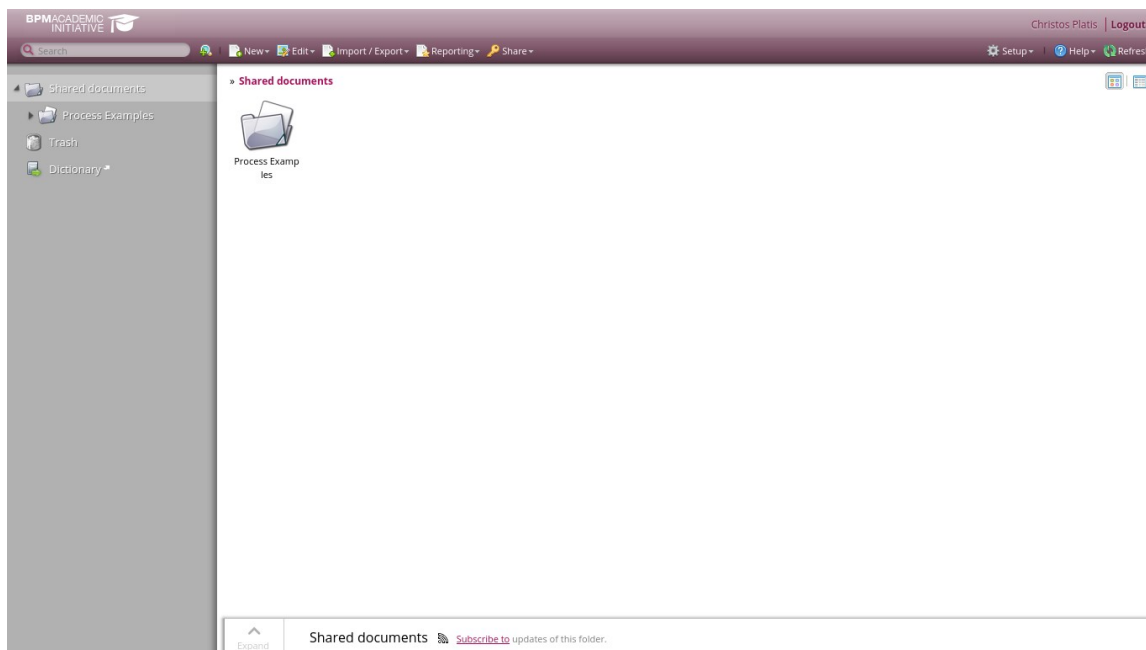 BPMACADEMIC
INITIATIVE
Christos Platis | Logout
Search
New Edit Import / Export Reporting Share
Setup Help Refres
Shared documents
Process Examples
Trash
Dictionary
» Shared documents
Process Examp
les
Expand
Shared documents Subscribe to updates of this folder.